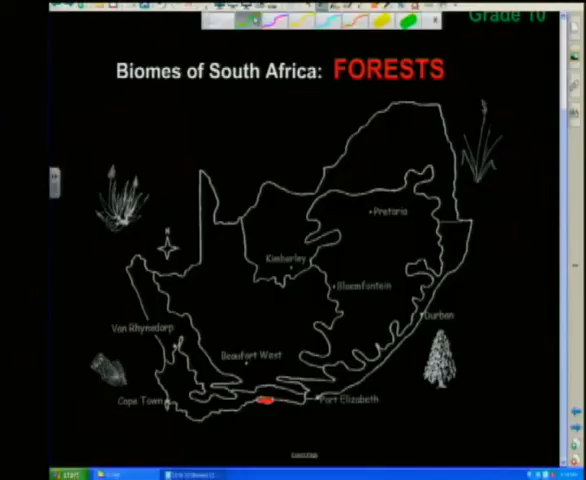 Grade 10
Biomes of South Africa: FORESTS
N
Pretoria
Kimberley
Bloemfontein
Durban
Van Rhynsdorp
Beaufort West
Cape Town
Port Elizabeth
start